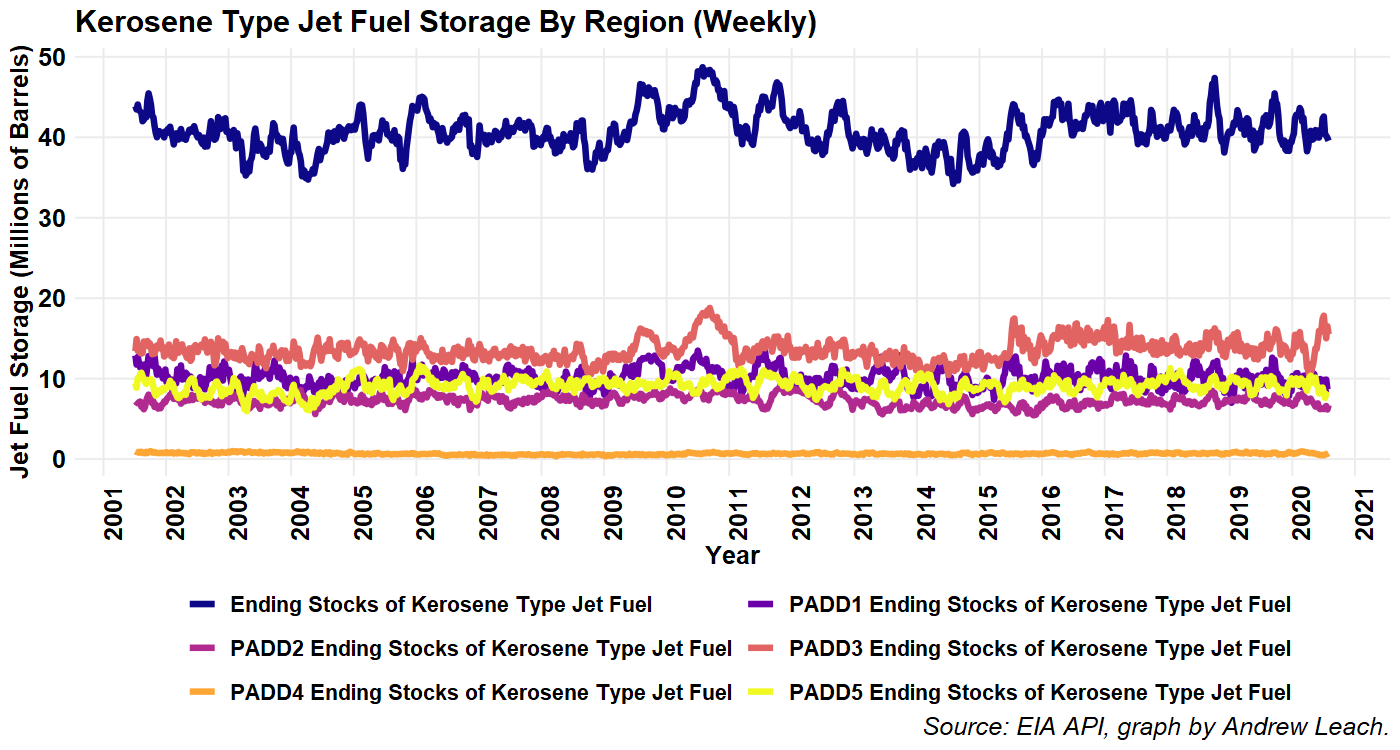 Kerosene Type Jet Fuel Storage By Region (Weekly)
Jet Fuel Storage (Millions of Barrels)
50
40
30
20
10
0
2001 2002 2003 2004 2005 2006 2007 2008 2009 2010 2011 2012 2013 2014 2015 2016 2017 2018 2019 2020 2021
Year
Ending Stocks of Kerosene Type Jet Fuel
PADD1 Ending Stocks of Kerosene Type Jet Fuel
PADD2 Ending Stocks of Kerosene Type Jet Fuel
PADD3 Ending Stocks of Kerosene Type Jet Fuel
PADD4 Ending Stocks of Kerosene Type Jet Fuel
PADD5 Ending Stocks of Kerosene Type Jet Fuel
Source: EIA API, graph by Andrew Leach.